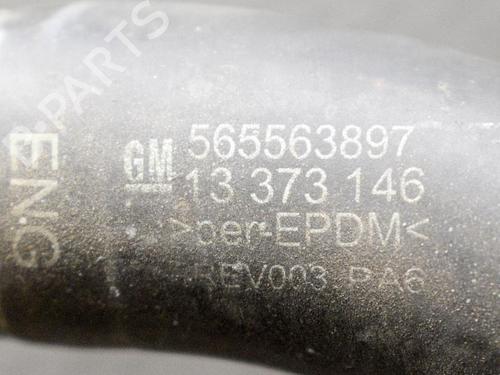 B-PARTS
ENG
GM
565563897
13 373 146
>per-EPDM<
REV003 PA6